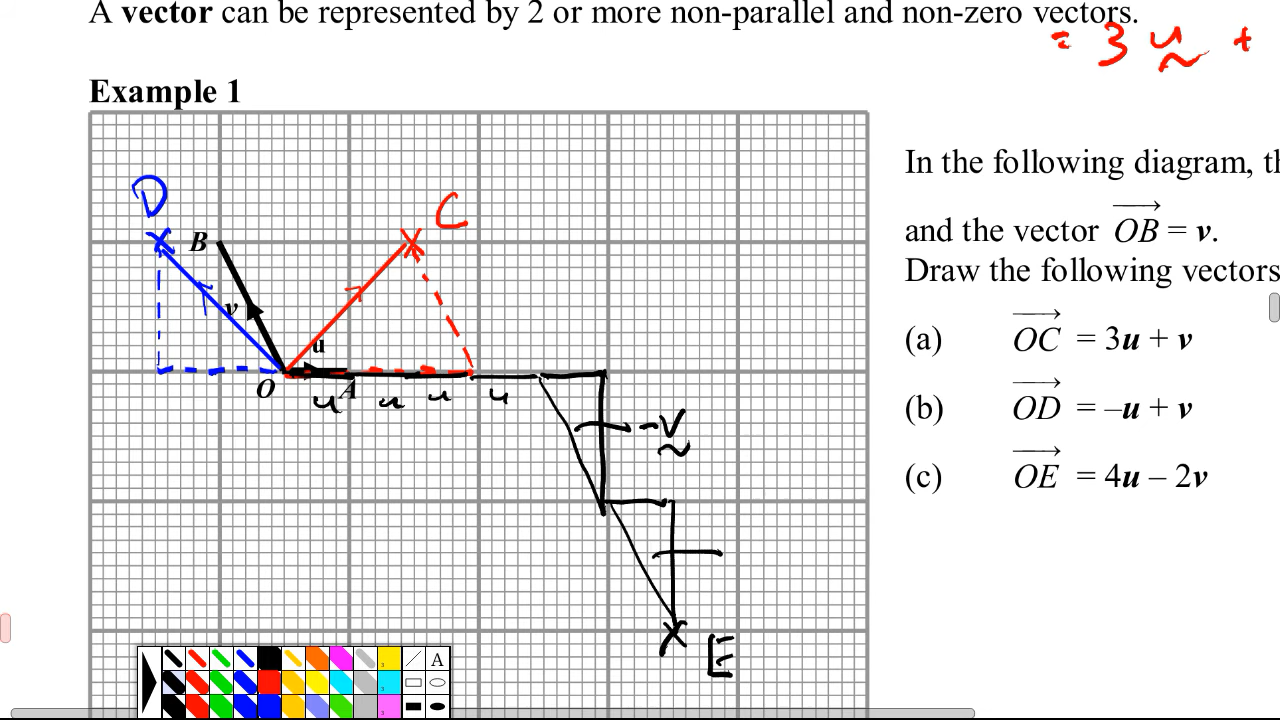 A vector can be represented by 2 or more non-parallel and non-zero vectors.
= 3 u +
Example 1
In the following diagram, th
and the vector OB = v.
Draw the following vectors
(a) OC = 3u + v
(b) OD = –u + v
(c) OE = 4u – 2v
D
B
C
v
u
O
A
u u u u
-v
E
A